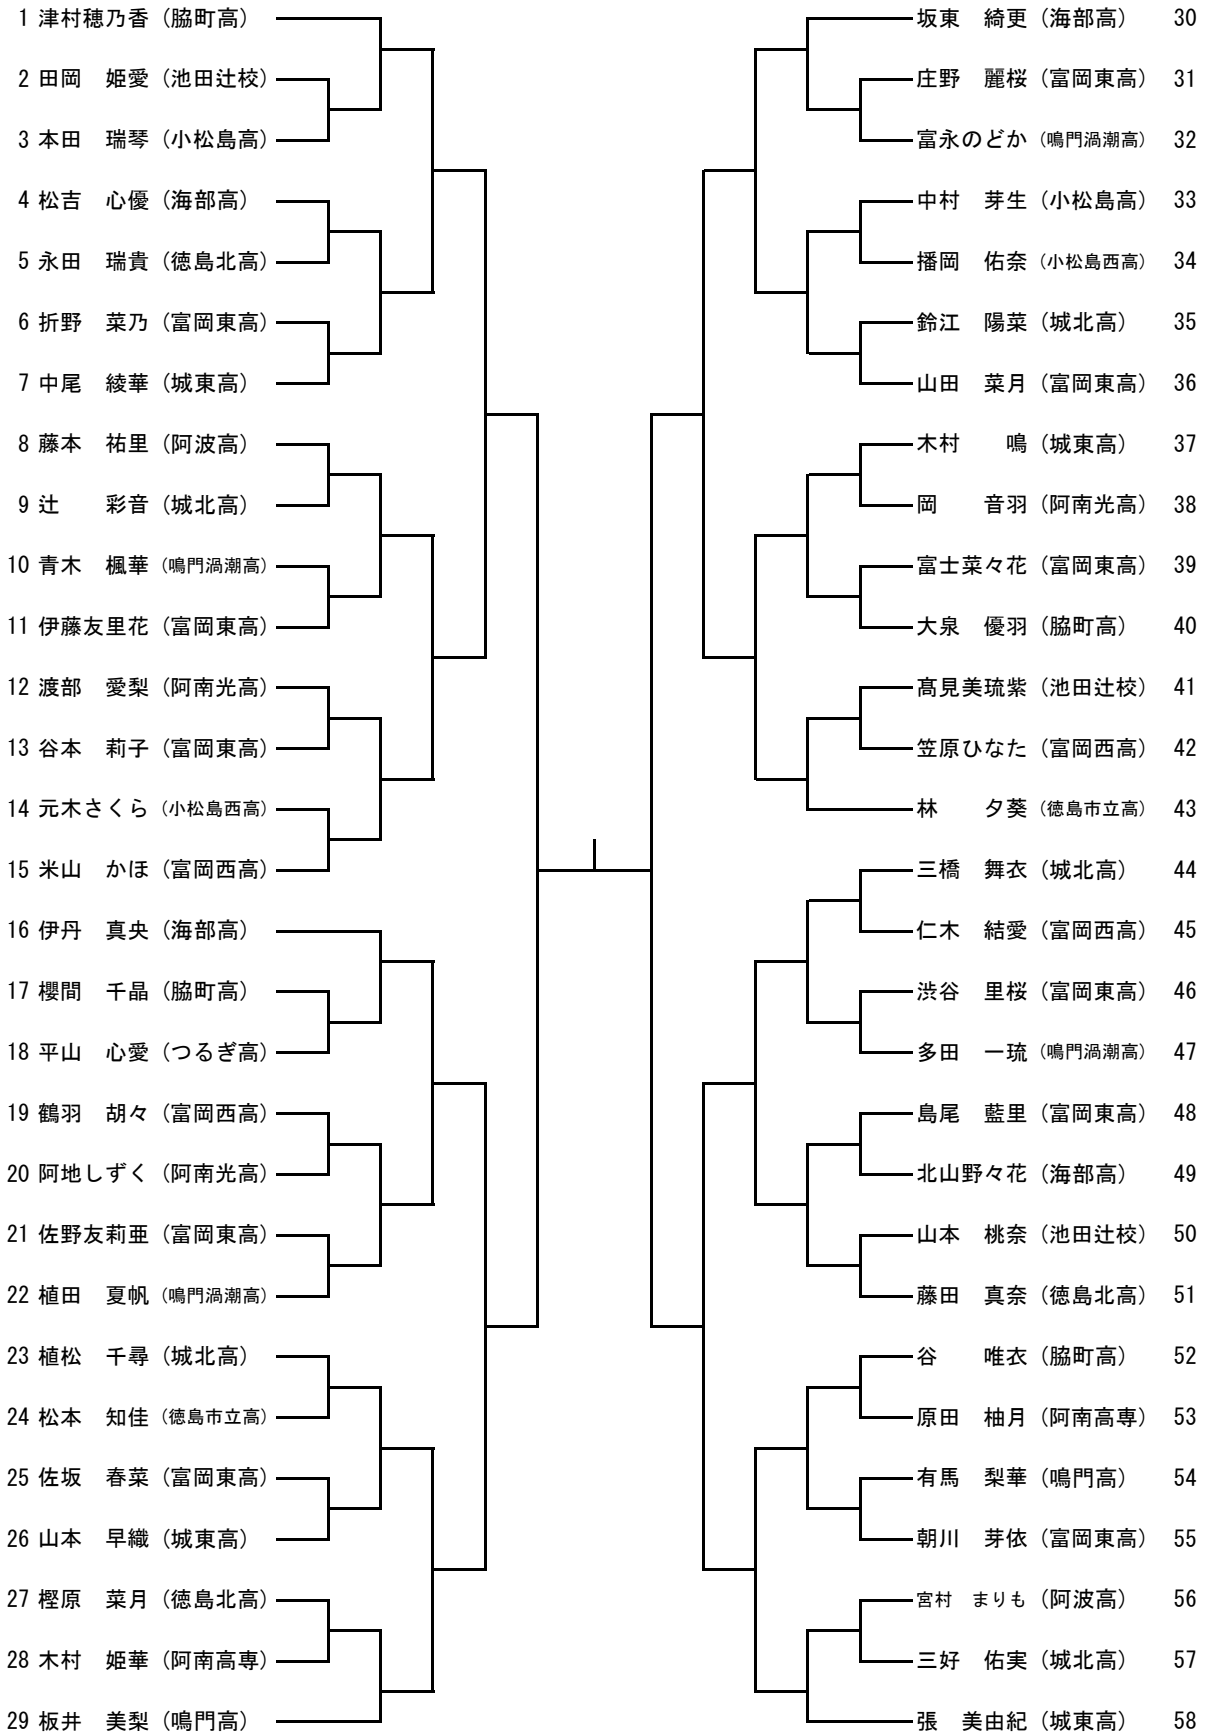 1 津村穂乃香（脇町高）
2 田岡　姫愛（池田辻校）
3 本田　瑞琴（小松島高）
4 松吉　心優（海部高）
5 永田　瑞貴（徳島北高）
6 折野　菜乃（富岡東高）
7 中尾　綾華（城東高）
8 藤本　祐里（阿波高）
9 辻　　彩音（城北高）
10 青木　楓華（鳴門渦潮高）
11 伊藤友里花（富岡東高）
12 渡部　愛梨（阿南光高）
13 谷本　莉子（富岡東高）
14 元木さくら（小松島西高）
15 米山　かほ（富岡西高）
16 伊丹　真央（海部高）
17 櫻間　千晶（脇町高）
18 平山　心愛（つるぎ高）
19 鶴羽　胡々（富岡西高）
20 阿地しずく（阿南光高）
21 佐野友莉亜（富岡東高）
22 植田　夏帆（鳴門渦潮高）
23 植松　千尋（城北高）
24 松本　知佳（徳島市立高）
25 佐坂　春菜（富岡東高）
26 山本　早織（城東高）
27 樫原　菜月（徳島北高）
28 木村　姫華（阿南高専）
29 板井　美梨（鳴門高）
坂東　綺更（海部高） 30
庄野　麗桜（富岡東高） 31
富永のどか（鳴門渦潮高） 32
中村　芽生（小松島高） 33
播岡　佑奈（小松島西高） 34
鈴江　陽菜（城北高） 35
山田　菜月（富岡東高） 36
木村　　鳴（城東高） 37
岡　　音羽（阿南光高） 38
富士菜々花（富岡東高） 39
大泉　優羽（脇町高） 40
髙見美琉紫（池田辻校） 41
笠原ひなた（富岡西高） 42
林　　夕葵（徳島市立高） 43
三橋　舞衣（城北高） 44
仁木　結愛（富岡西高） 45
渋谷　里桜（富岡東高） 46
多田　一琉（鳴門渦潮高） 47
島尾　藍里（富岡東高） 48
北山野々花（海部高） 49
山本　桃奈（池田辻校） 50
藤田　真奈（徳島北高） 51
谷　　唯衣（脇町高） 52
原田　柚月（阿南高専） 53
有馬　梨華（鳴門高） 54
朝川　芽依（富岡東高） 55
宮村　まりも（阿波高） 56
三好　佑実（城北高） 57
張　美由紀（城東高） 58